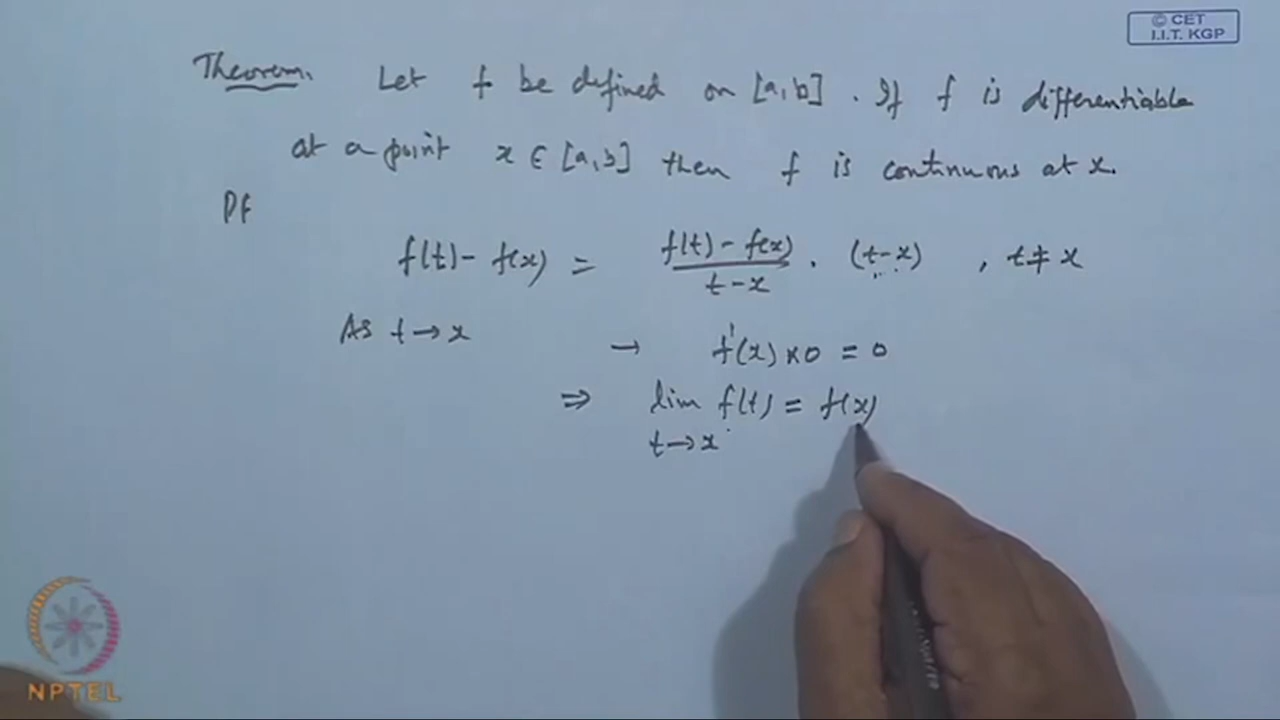 © CET
I.I.T. KGP
Theorem. Let f be defined on [a,b]. If f is differentiable
at a point x ∈ [a,b] then f is continuous at x.
Pf
f(t) - f(x) = f(t) - f(x) / t - x . (t-x) , t ≠ x
As t → x → f'(x) × 0 = 0
⇒ lim f(t) = f(x)
t → x
NPTEL